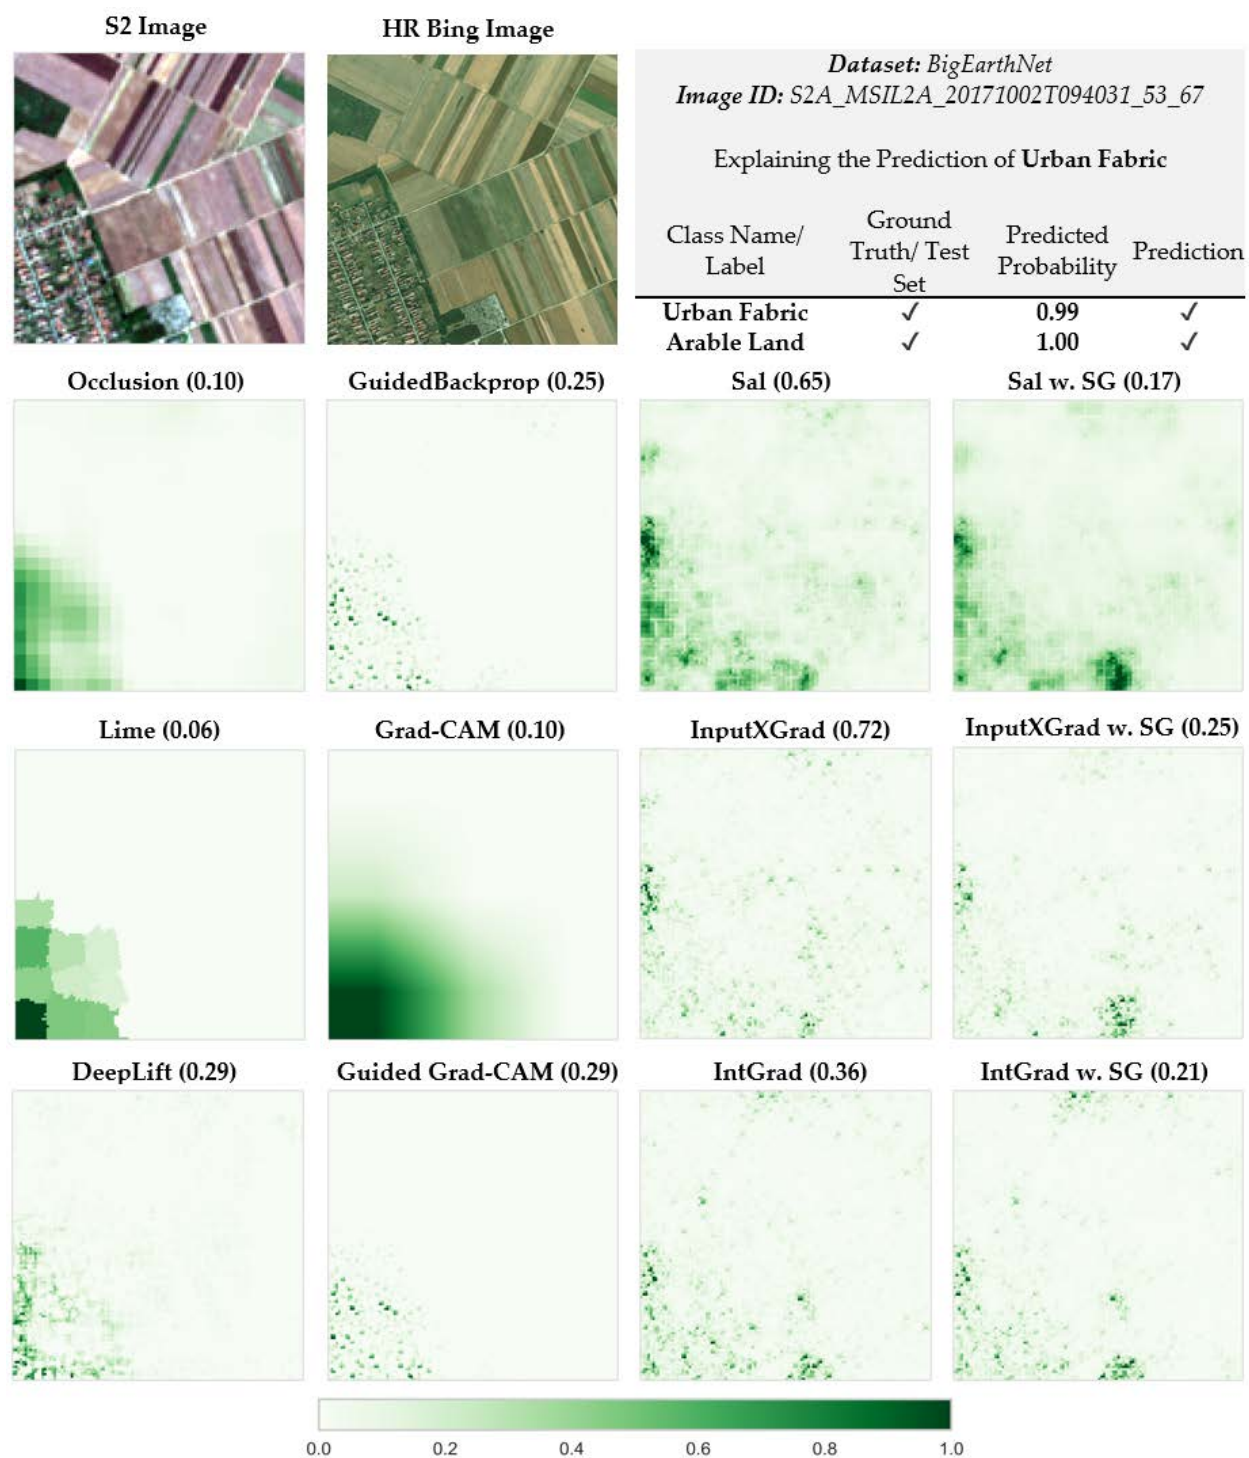 S2 Image
HR Bing Image
Dataset: BigEarthNet
Image ID: S2A_MSIL2A_20171002T094031_53_67
Explaining the Prediction of Urban Fabric
Class Name/
Label
Ground
Truth/ Test
Set
Predicted
Probability
Prediction
Urban Fabric ✓ 0.99 ✓
Arable Land ✓ 1.00 ✓
Occlusion (0.10)
GuidedBackprop (0.25)
Sal (0.65)
Sal w. SG (0.17)
Lime (0.06)
Grad-CAM (0.10)
InputXGrad (0.72)
InputXGrad w. SG (0.25)
DeepLift (0.29)
Guided Grad-CAM (0.29)
IntGrad (0.36)
IntGrad w. SG (0.21)
0.0 0.2 0.4 0.6 0.8 1.0